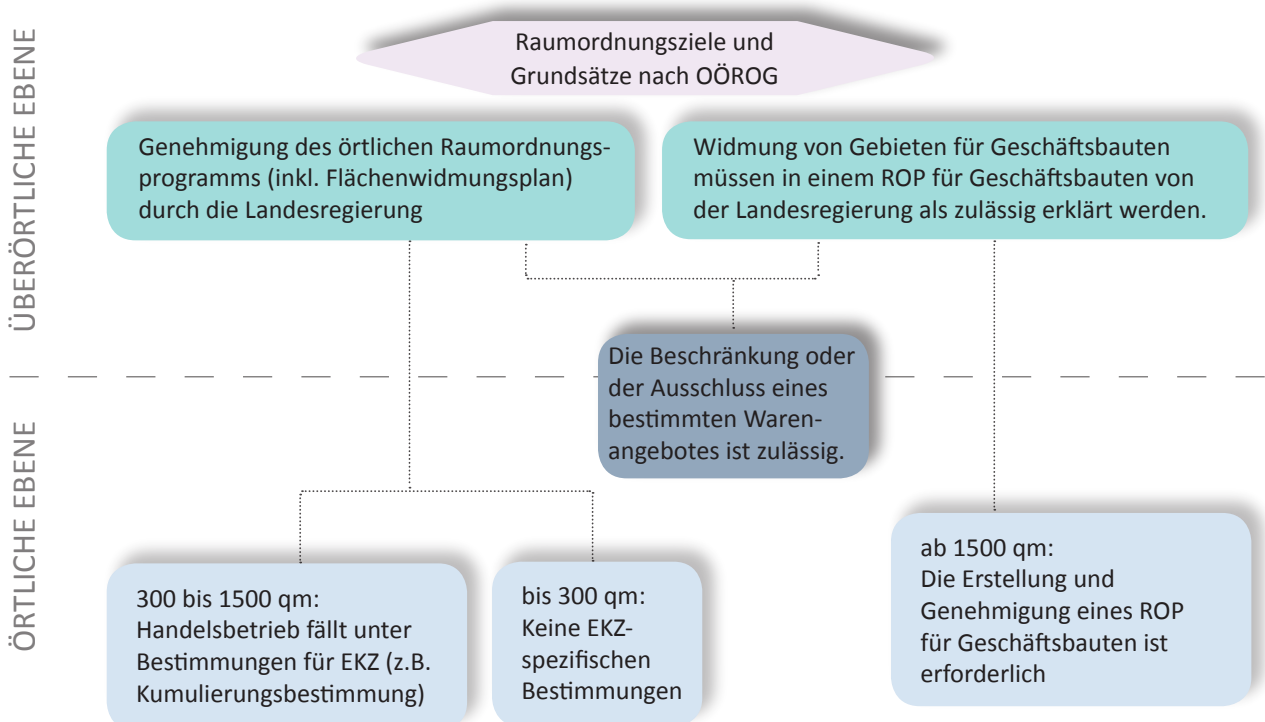 ÜBERÖRTLICHE EBENE
Raumordnungsziele und
Grundsätze nach OÖROG
Genehmigung des örtlichen Raumordnungs-
programms (inkl. Flächenwidmungsplan)
durch die Landesregierung
Widmung von Gebieten für Geschäftsbauten
müssen in einem ROP für Geschäftsbauten von
der Landesregierung als zulässig erklärt werden.
Die Beschränkung oder
der Ausschluss eines
bestimmten Waren-
angebotes ist zulässig.
ÖRTLICHE EBENE
300 bis 1500 qm:
Handelsbetrieb fällt unter
Bestimmungen für EKZ (z.B.
Kumulierungsbestimmung)
bis 300 qm:
Keine EKZ-
spezifischen
Bestimmungen
ab 1500 qm:
Die Erstellung und
Genehmigung eines ROP
für Geschäftsbauten ist
erforderlich